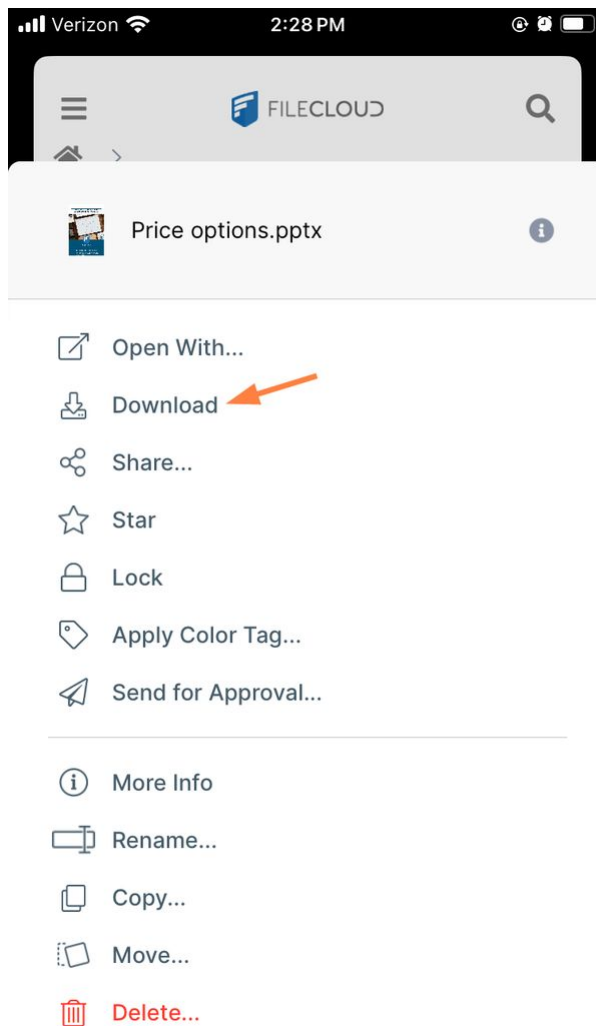 Verizon 2:28 PM
FILECLOUD
Price options.pptx
Open With...
Download
Share...
Star
Lock
Apply Color Tag...
Send for Approval...
More Info
Rename...
Copy...
Move...
Delete...